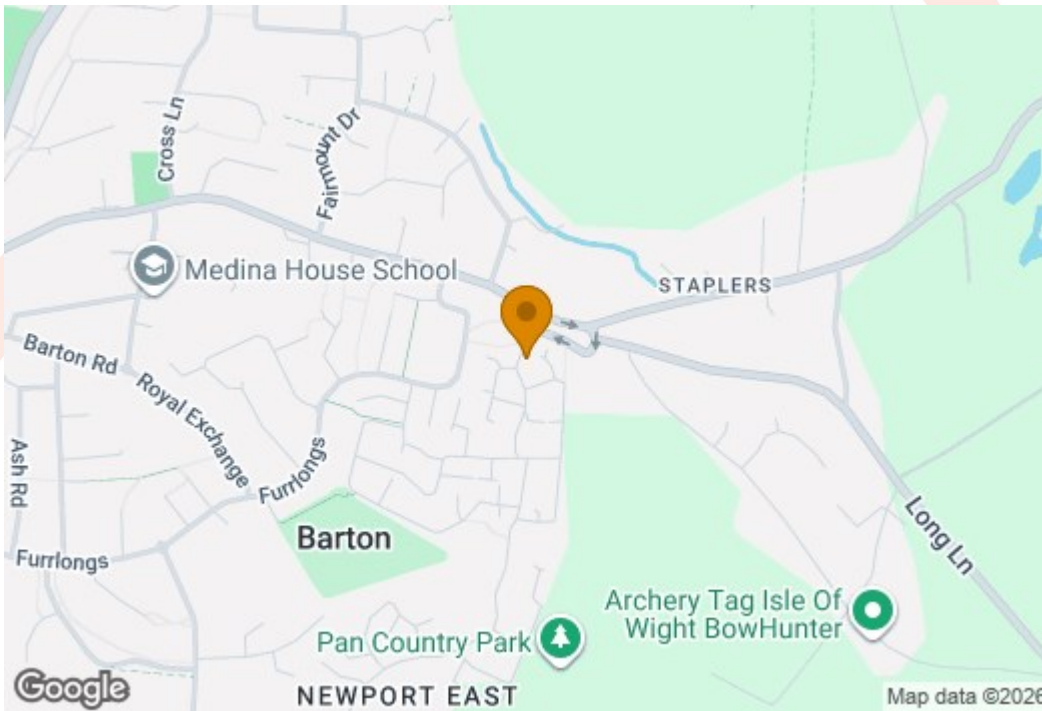 Cross Ln
Fairmount Dr
Medina House School
STAPLERS
Barton Rd
Royal Exchange
Ash Rd
Furrlongs
Furrlongs
Barton
Long Ln
Archery Tag Isle Of
Wight BowHunter
Pan Country Park
NEWPORT EAST
Google
Map data ©2026